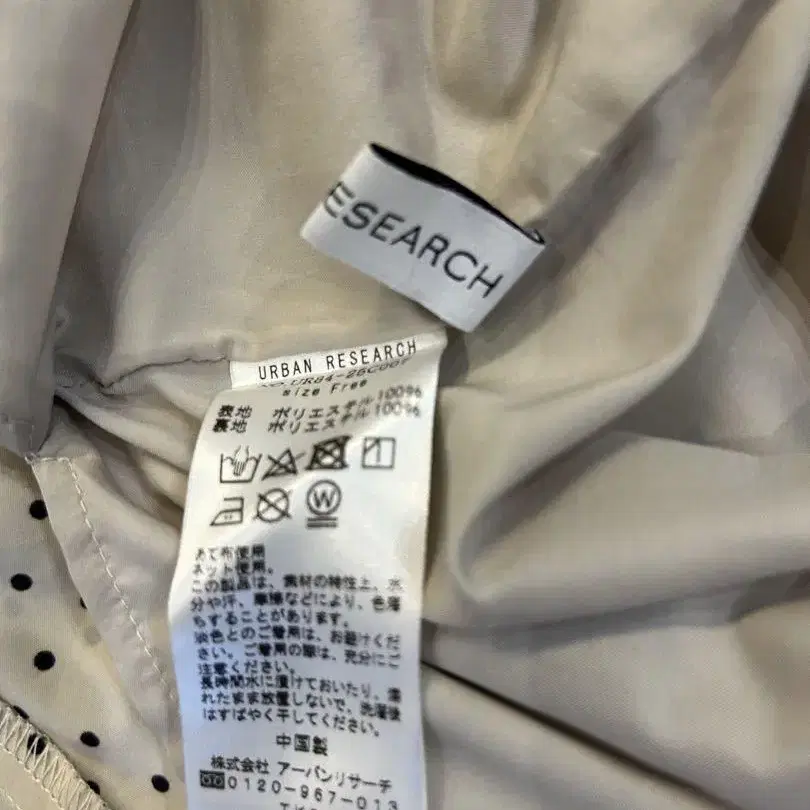 ESEARCH
URBAN RESEARCH
size Free
表地 ポリエステル100%
裏地 ポリエステル100%
W
あて布使用
ネット使用。
この製品は、素材の特性上、水
分や汗、摩擦などにより、色落
ちすることがあります。
淡色とのご着用は、お避けくだ
さい。ご着用の際は、充分にご
注意ください。
長時間水に漬けておいたり、濡
れたまま放置しないで、洗濯後
はすばやく干してください。
中国製
株式会社 アーバンリサーチ
0120-967-013